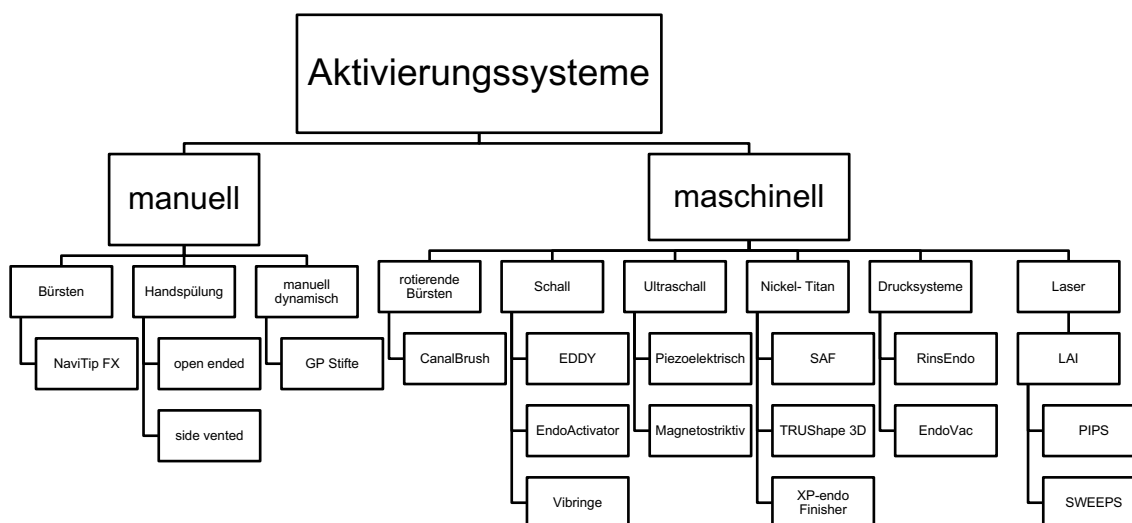 Aktivierungssysteme
manuell
maschinell
Bürsten
Handspülung
manuell
dynamisch
rotierende
Bürsten
Schall
Ultraschall
Nickel- Titan
Drucksysteme
Laser
NaviTip FX
open ended
GP Stifte
CanalBrush
EDDY
Piezoelektrisch
SAF
RinsEndo
LAI
side vented
EndoActivator
Magnetostriktiv
TRUShape 3D
EndoVac
PIPS
Vibringe
XP-endo
Finisher
SWEEPS